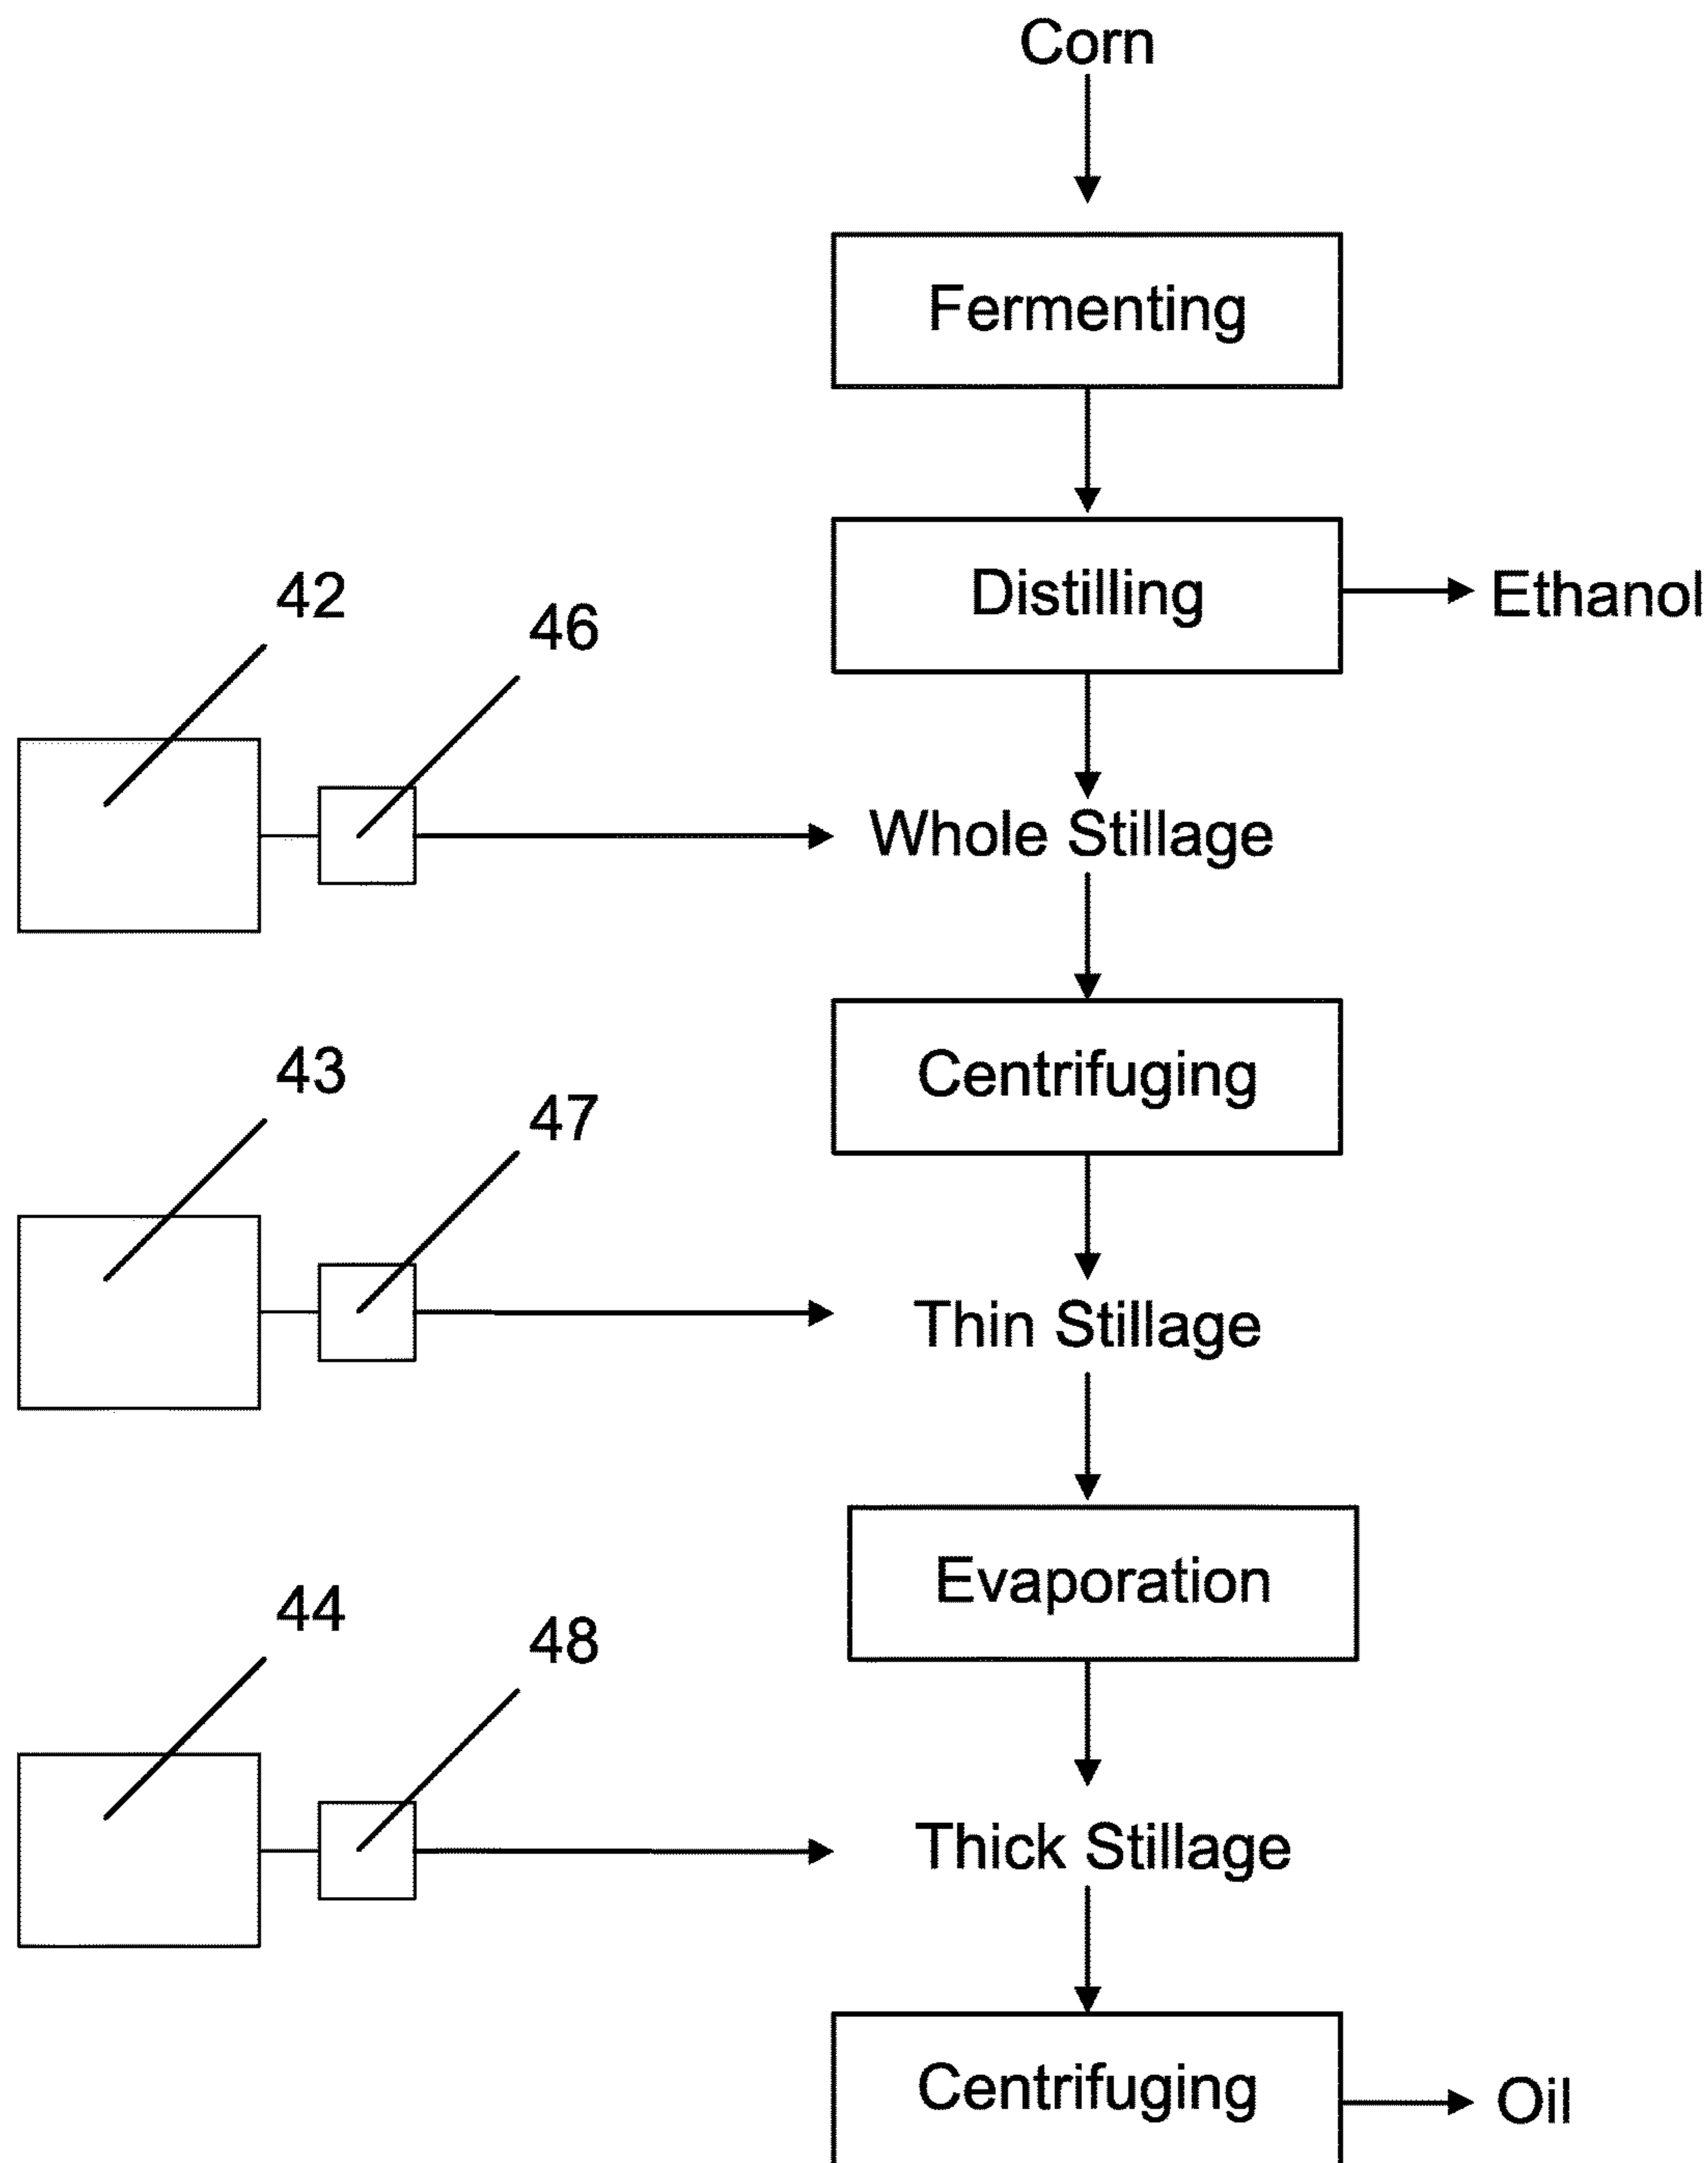 Corn
Fermenting
Distilling
Ethanol
42
46
Whole Stillage
Centrifuging
43
47
Thin Stillage
Evaporation
44
48
Thick Stillage
Centrifuging
Oil